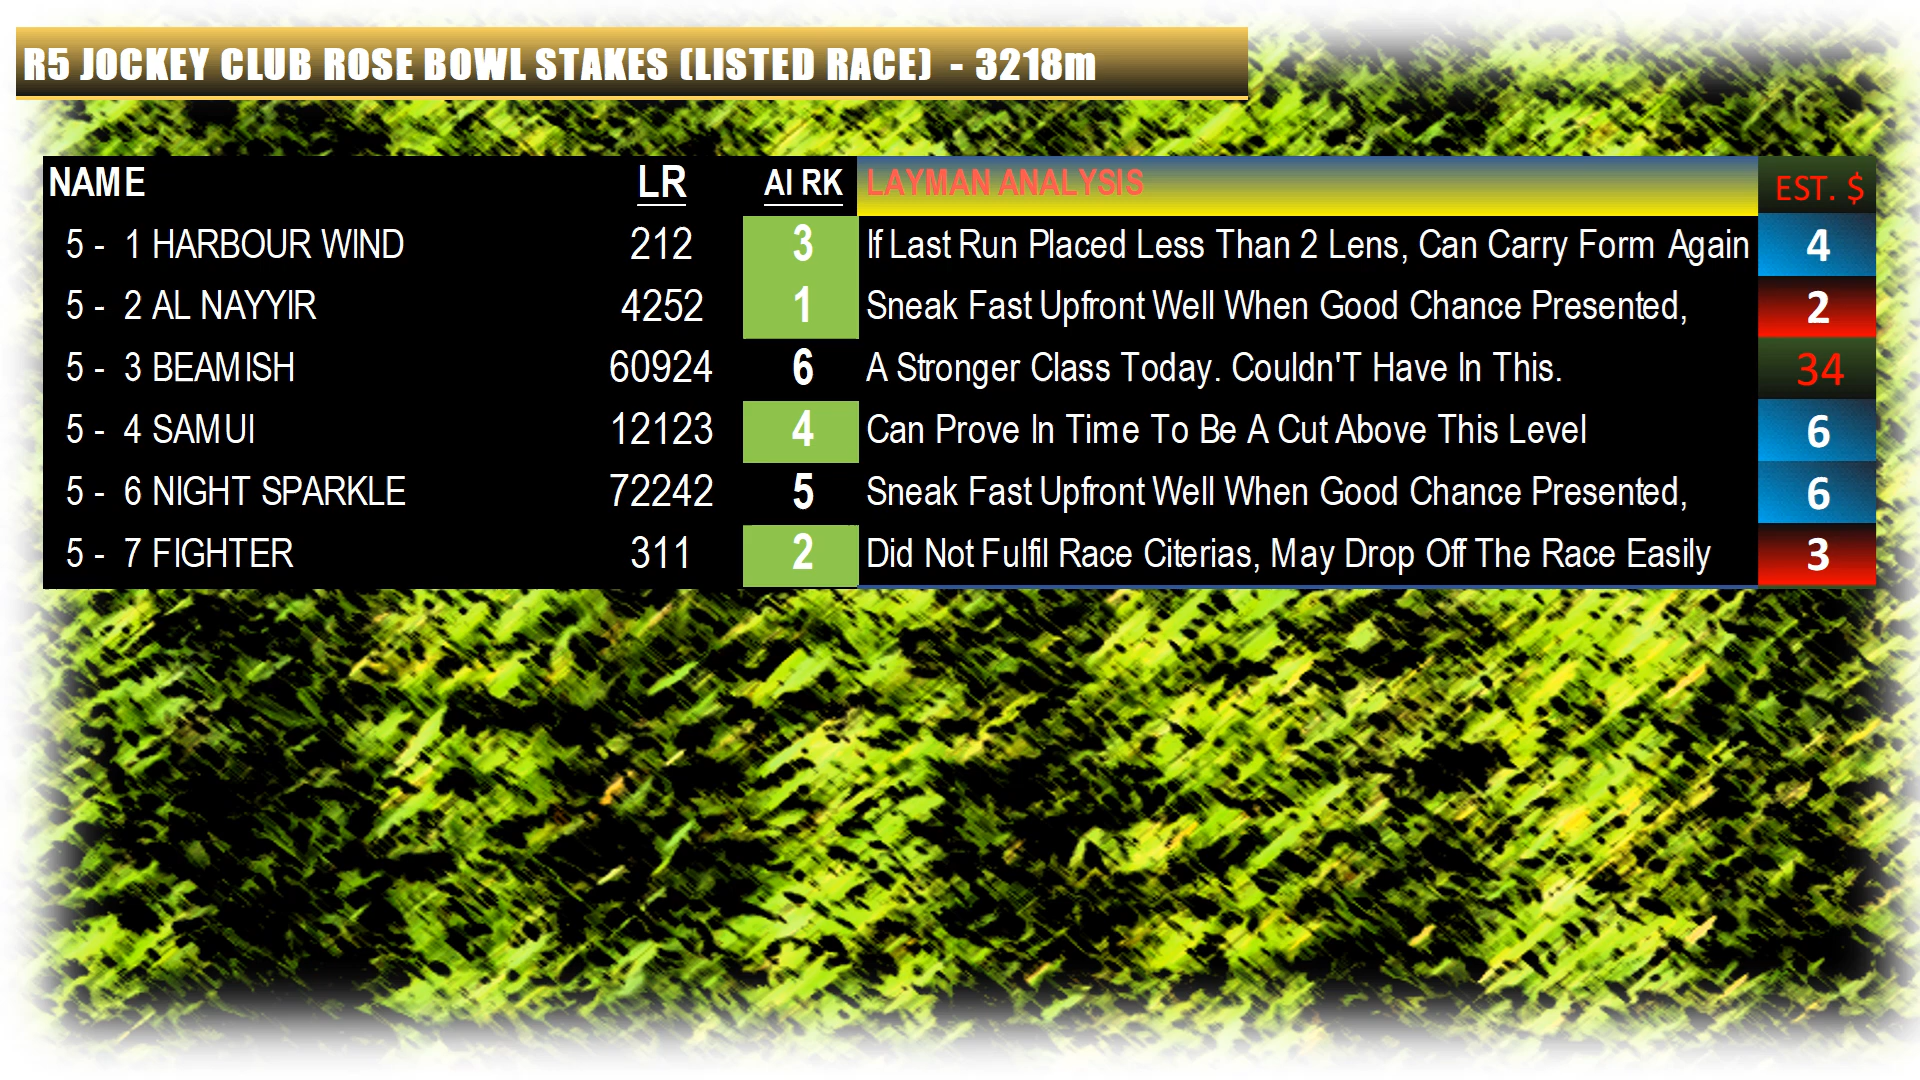 R5 JOCKEY CLUB ROSE BOWL STAKES (LISTED RACE) - 3218m
NAME LR AI RK LAYMAN ANALYSIS EST. $
5 - 1 HARBOUR WIND 212 3 If Last Run Placed Less Than 2 Lens, Can Carry Form Again 4
5 - 2 AL NAYYIR 4252 1 Sneak Fast Upfront Well When Good Chance Presented, 2
5 - 3 BEAMISH 60924 6 A Stronger Class Today. Couldn'T Have In This. 34
5 - 4 SAMUI 12123 4 Can Prove In Time To Be A Cut Above This Level 6
5 - 6 NIGHT SPARKLE 72242 5 Sneak Fast Upfront Well When Good Chance Presented, 6
5 - 7 FIGHTER 311 2 Did Not Fulfil Race Citerias, May Drop Off The Race Easily 3